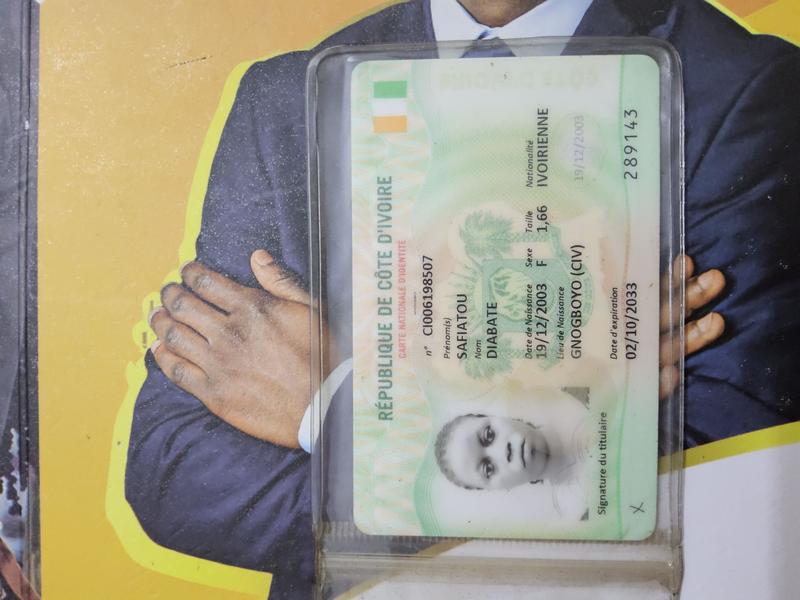 RÉPUBLIQUE DE CÔTE D'IVOIRE
CARTE NATIONALE D'IDENTITÉ
n° CI006198507
Prénom(s)
SAFIATOU
Nom
DIABATE
Date de Naissance Sexe Taille Nationalité
19/12/2003 F 1,66 IVOIRIENNE
Lieu de Naissance
GNOGBOYO (CIV)
19/12/2003
Date d'expiration
02/10/2033
289143
Signature du titulaire
X